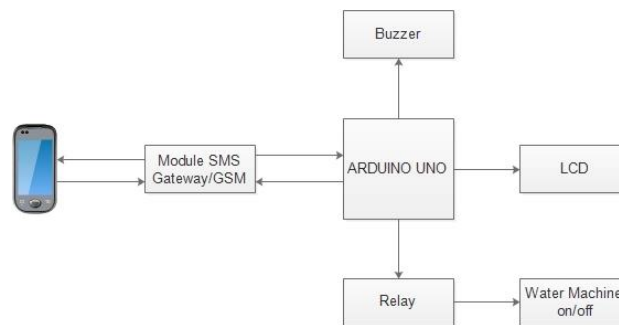 Buzzer
Module SMS
Gateway/GSM
ARDUINO UNO
LCD
Relay
Water Machine
on/off